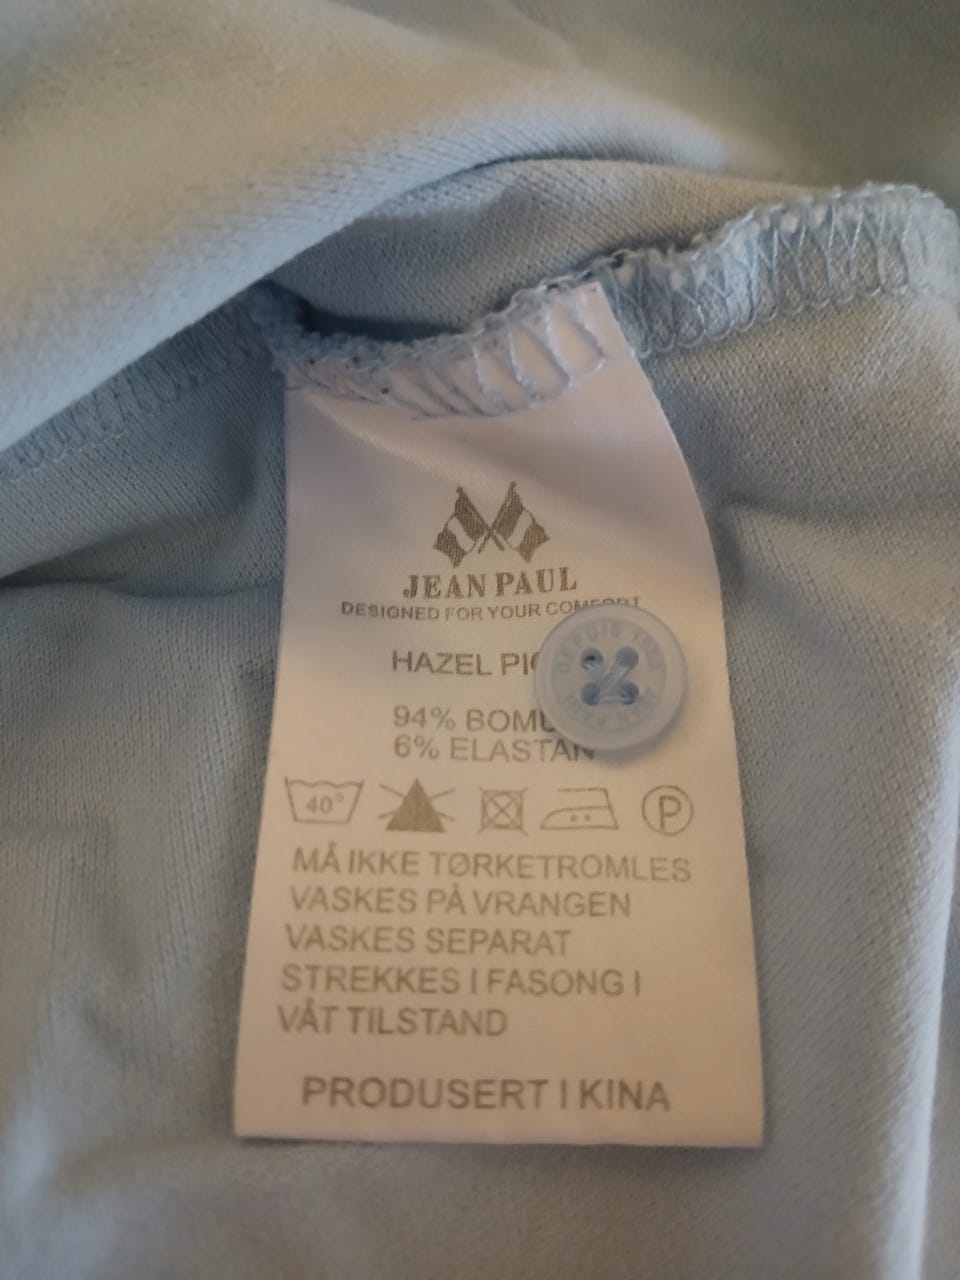 JEAN PAUL
DESIGNED FOR YOUR COMFORT
HAZEL
94%
6% ELASTAN
40°
P
MÅ IKKE TØRKETROMLES
VASKES PÅ VRANGEN
VASKES SEPARAT
STREKKES I FASONG I
VÅT TILSTAND
PRODUSERT I KINA
DEPUIS